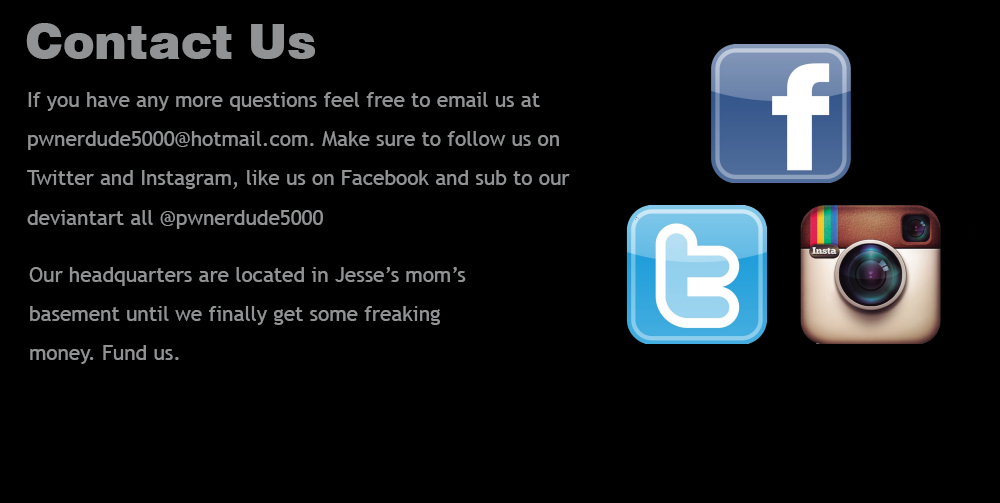 Contact Us
If you have any more questions feel free to email us at
pwnerdude5000@hotmail.com. Make sure to follow us on
Twitter and Instagram, like us on Facebook and sub to our
deviantart all @pwnerdude5000
Our headquarters are located in Jesse’s mom’s
basement until we finally get some freaking
money. Fund us.
f
t
Insta